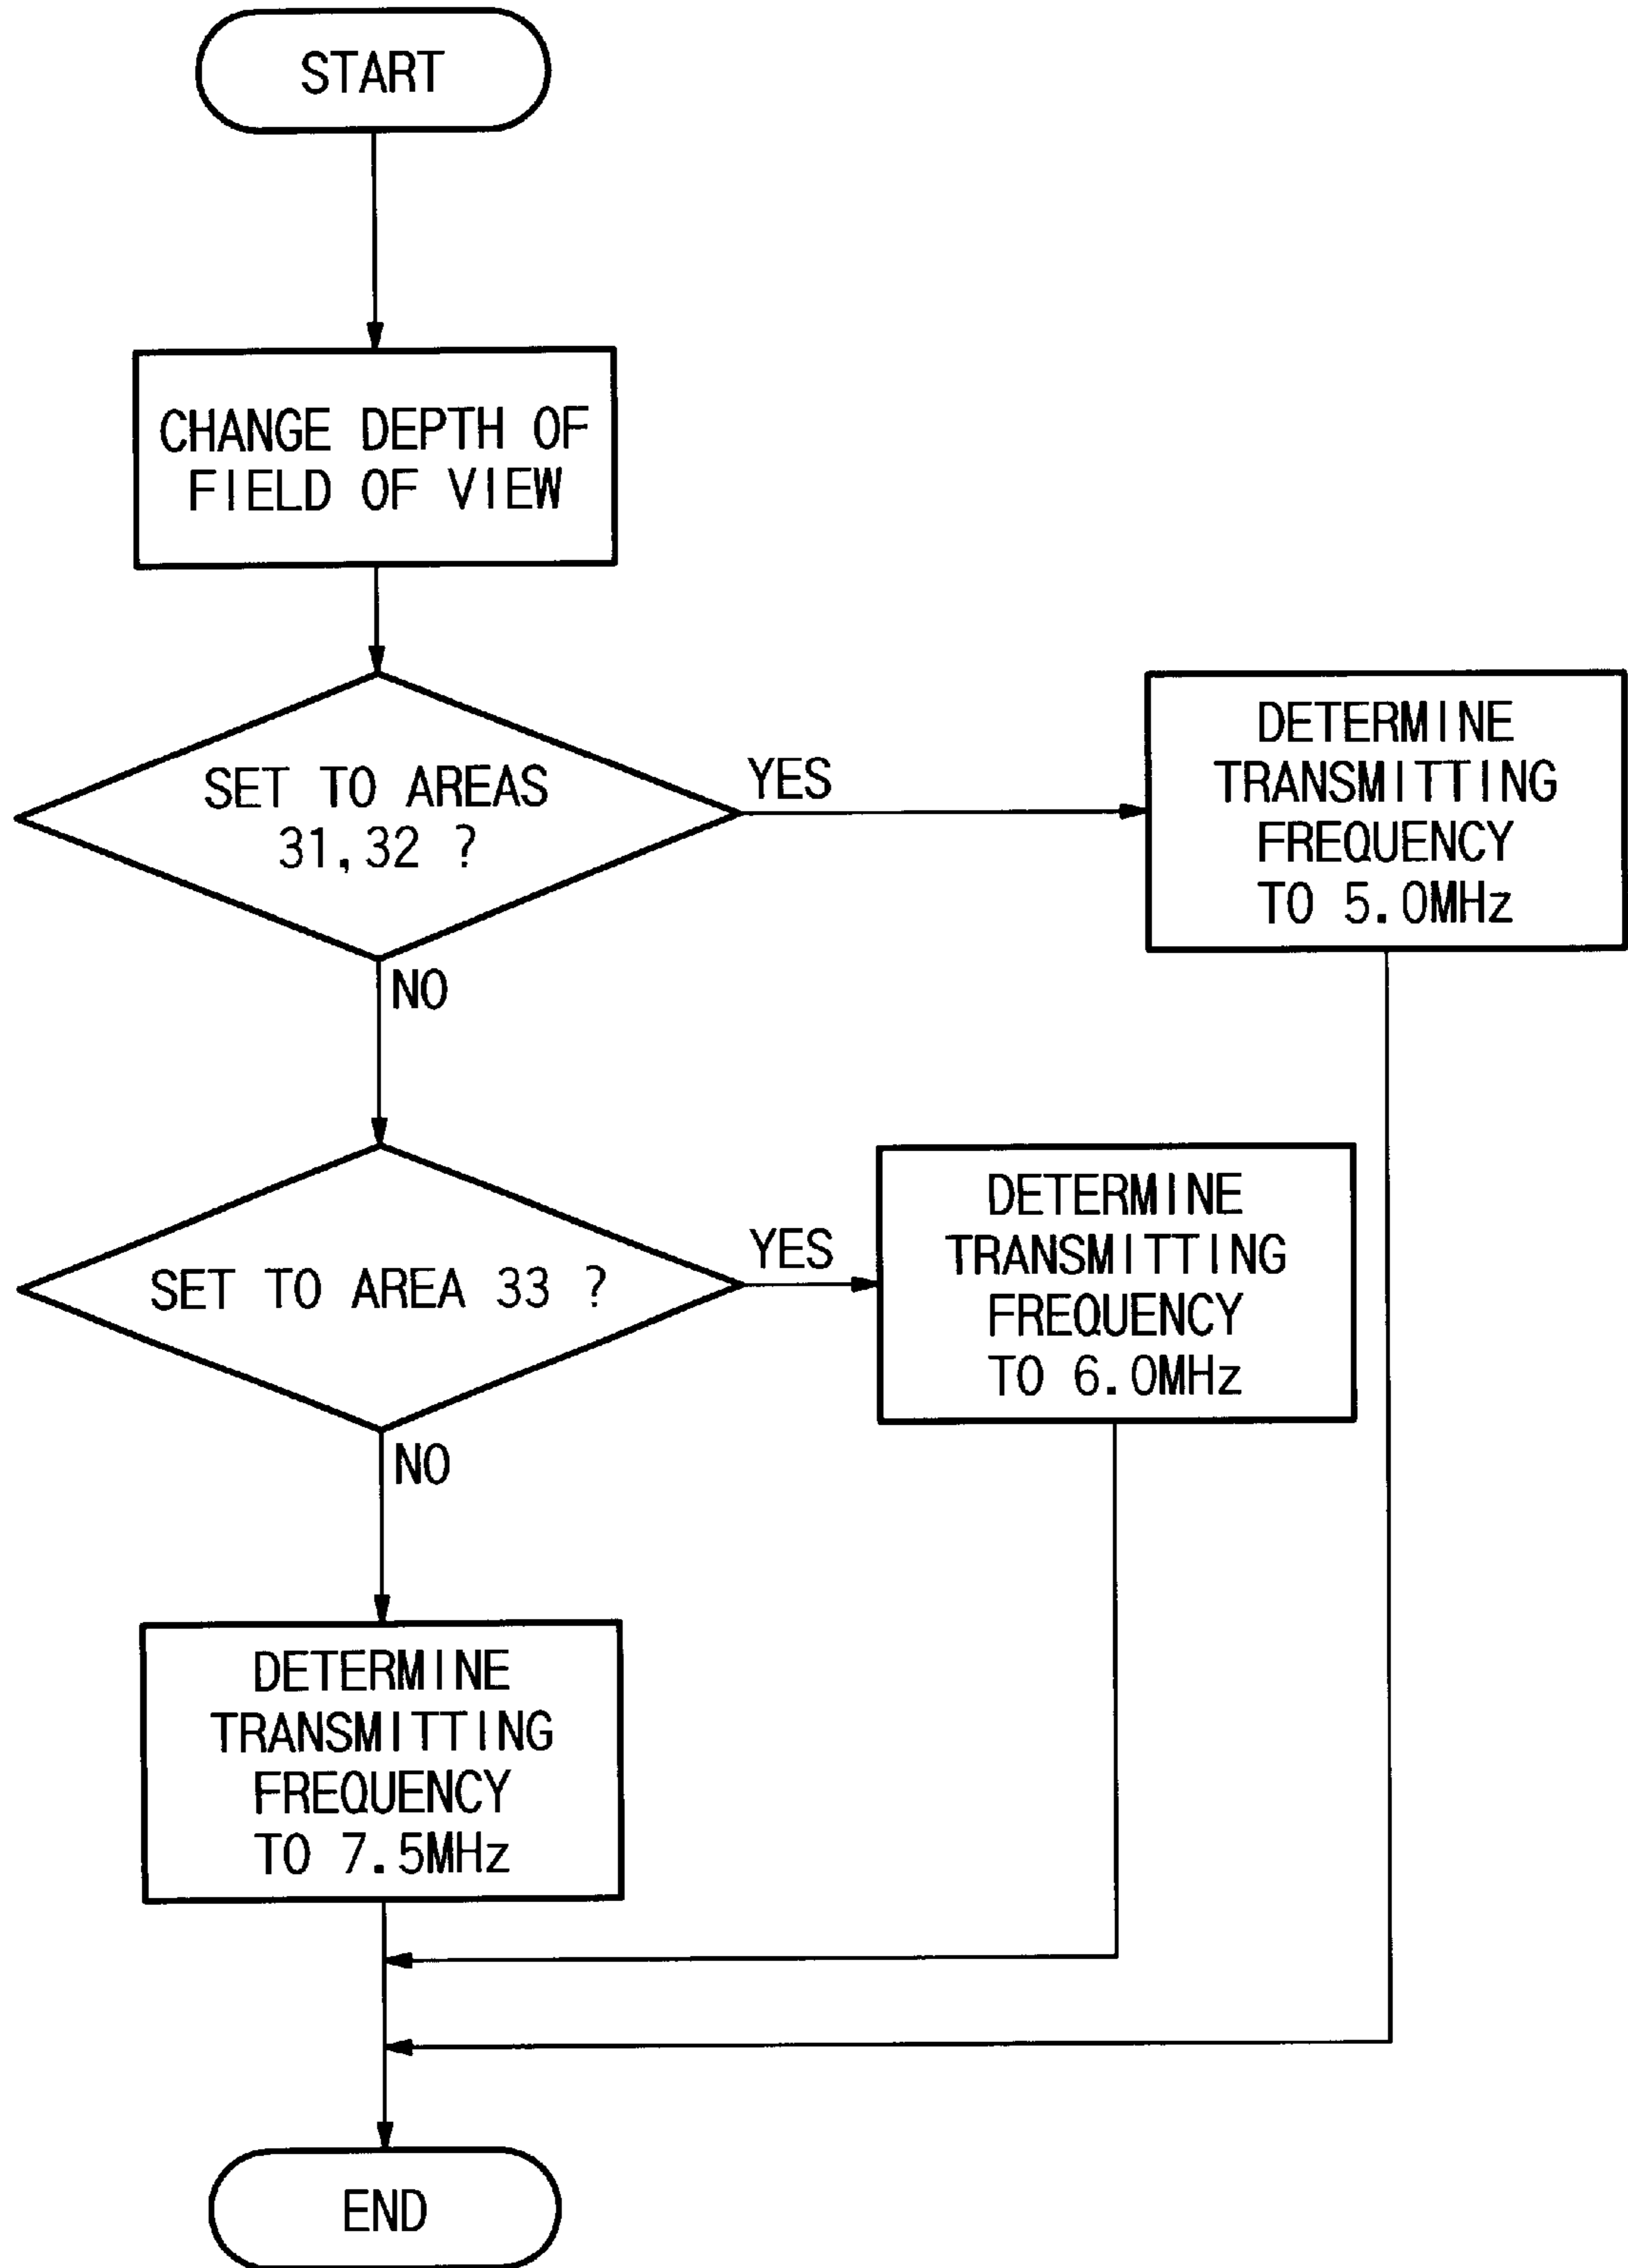 START
CHANGE DEPTH OF
FIELD OF VIEW
SET TO AREAS
31,32 ?
YES
DETERMINE
TRANSMITTING
FREQUENCY
TO 5.0MHz
NO
SET TO AREA 33 ?
YES
DETERMINE
TRANSMITTING
FREQUENCY
TO 6.0MHz
NO
DETERMINE
TRANSMITTING
FREQUENCY
TO 7.5MHz
END